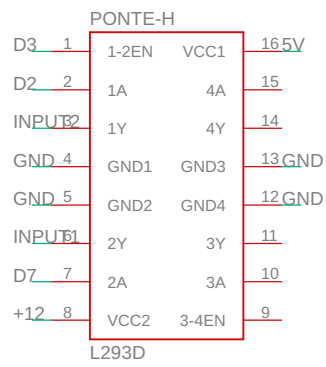 PONTE-H
D3 1 1-2EN VCC1 16 5V
D2 2 1A 4A 15
INPUT2 3 1Y 4Y 14
GND 4 GND1 GND3 13 GND
GND 5 GND2 GND4 12 GND
INPUT1 6 2Y 3Y 11
D7 7 2A 3A 10
+12 8 VCC2 3-4EN 9
L293D